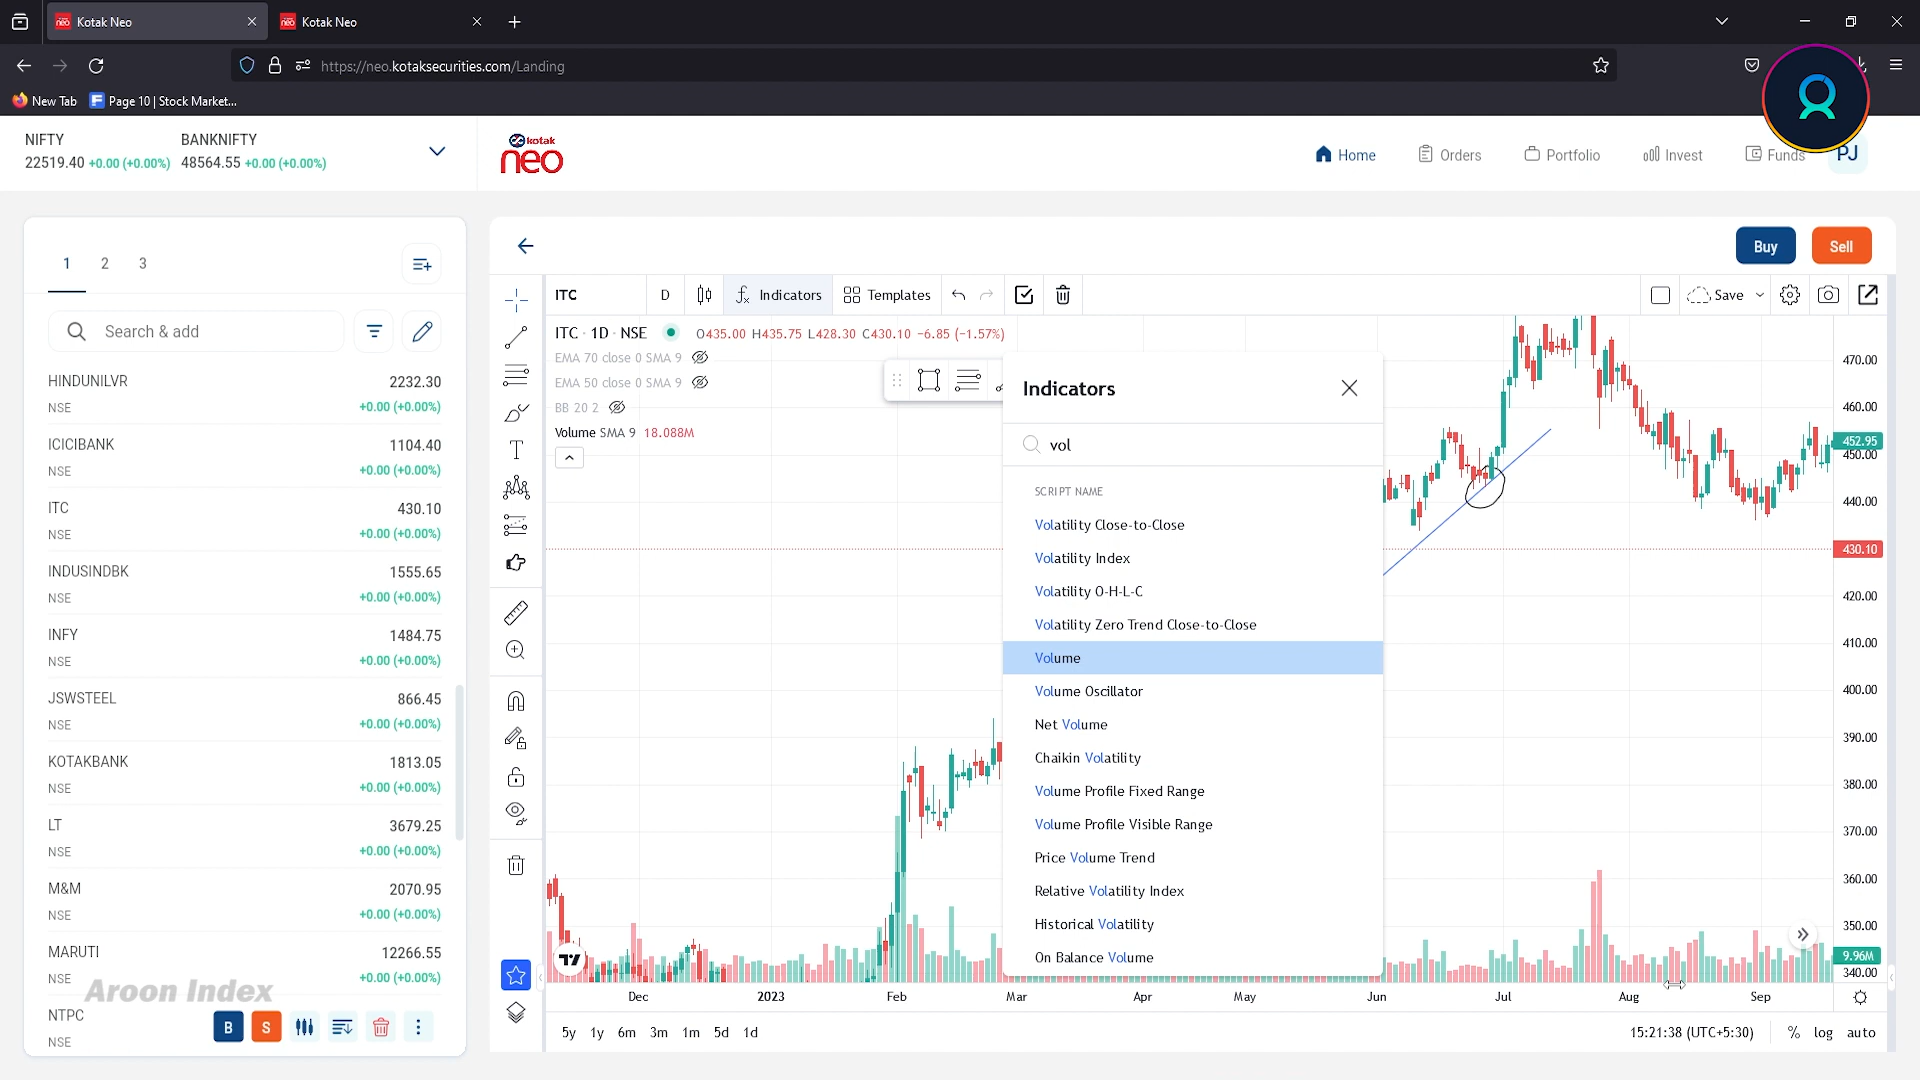 Kotak Neo
Kotak Neo
https://neo.kotaksecurities.com/Landing
New Tab
Page 10 | Stock Market...
NIFTY
22519.40 +0.00 (+0.00%)
BANKNIFTY
48564.55 +0.00 (+0.00%)
kotak
neo
Home
Orders
Portfolio
Invest
Funds
PJ
1 2 3
Search & add
HINDUNILVR 2232.30
NSE +0.00 (+0.00%)
ICICIBANK 1104.40
NSE +0.00 (+0.00%)
ITC 430.10
NSE +0.00 (+0.00%)
INDUSINDBK 1555.65
NSE +0.00 (+0.00%)
INFY 1484.75
NSE +0.00 (+0.00%)
JSWSTEEL 866.45
NSE +0.00 (+0.00%)
KOTAKBANK 1813.05
NSE +0.00 (+0.00%)
LT 3679.25
NSE +0.00 (+0.00%)
M&M 2070.95
NSE +0.00 (+0.00%)
MARUTI 12266.55
NSE +0.00 (+0.00%)
Aroon Index
NTPC
NSE
B S
Buy
Sell
ITC D Indicators Templates Save
ITC · 1D · NSE O435.00 H435.75 L428.30 C430.10 −6.85 (−1.57%)
EMA 70 close 0 SMA 9
EMA 50 close 0 SMA 9
BB 20 2
Volume SMA 9 18.088M
Indicators
vol
SCRIPT NAME
Volatility Close-to-Close
Volatility Index
Volatility O-H-L-C
Volatility Zero Trend Close-to-Close
Volume
Volume Oscillator
Net Volume
Chaikin Volatility
Volume Profile Fixed Range
Volume Profile Visible Range
Price Volume Trend
Relative Volatility Index
Historical Volatility
On Balance Volume
470.00
460.00
452.95
450.00
440.00
430.10
420.00
410.00
400.00
390.00
380.00
370.00
360.00
350.00
9.96M
340.00
Dec 2023 Feb Mar Apr May Jun Jul Aug Sep
5y 1y 6m 3m 1m 5d 1d
15:21:38 (UTC+5:30) % log auto